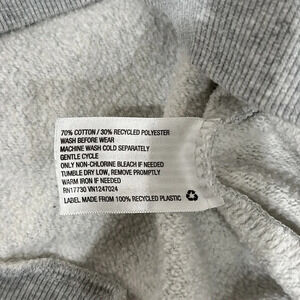 70% COTTON / 30% RECYCLED POLYESTER
WASH BEFORE WEAR
MACHINE WASH COLD SEPARATELY
GENTLE CYCLE
ONLY NON-CHLORINE BLEACH IF NEEDED
TUMBLE DRY LOW, REMOVE PROMPTLY
WARM IRON IF NEEDED
RN17730 VN1247024
LABEL MADE FROM 100% RECYCLED PLASTIC